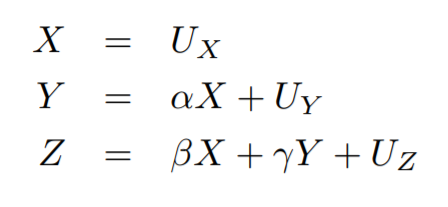 X = U_X
Y = αX + U_Y
Z = βX + γY + U_Z